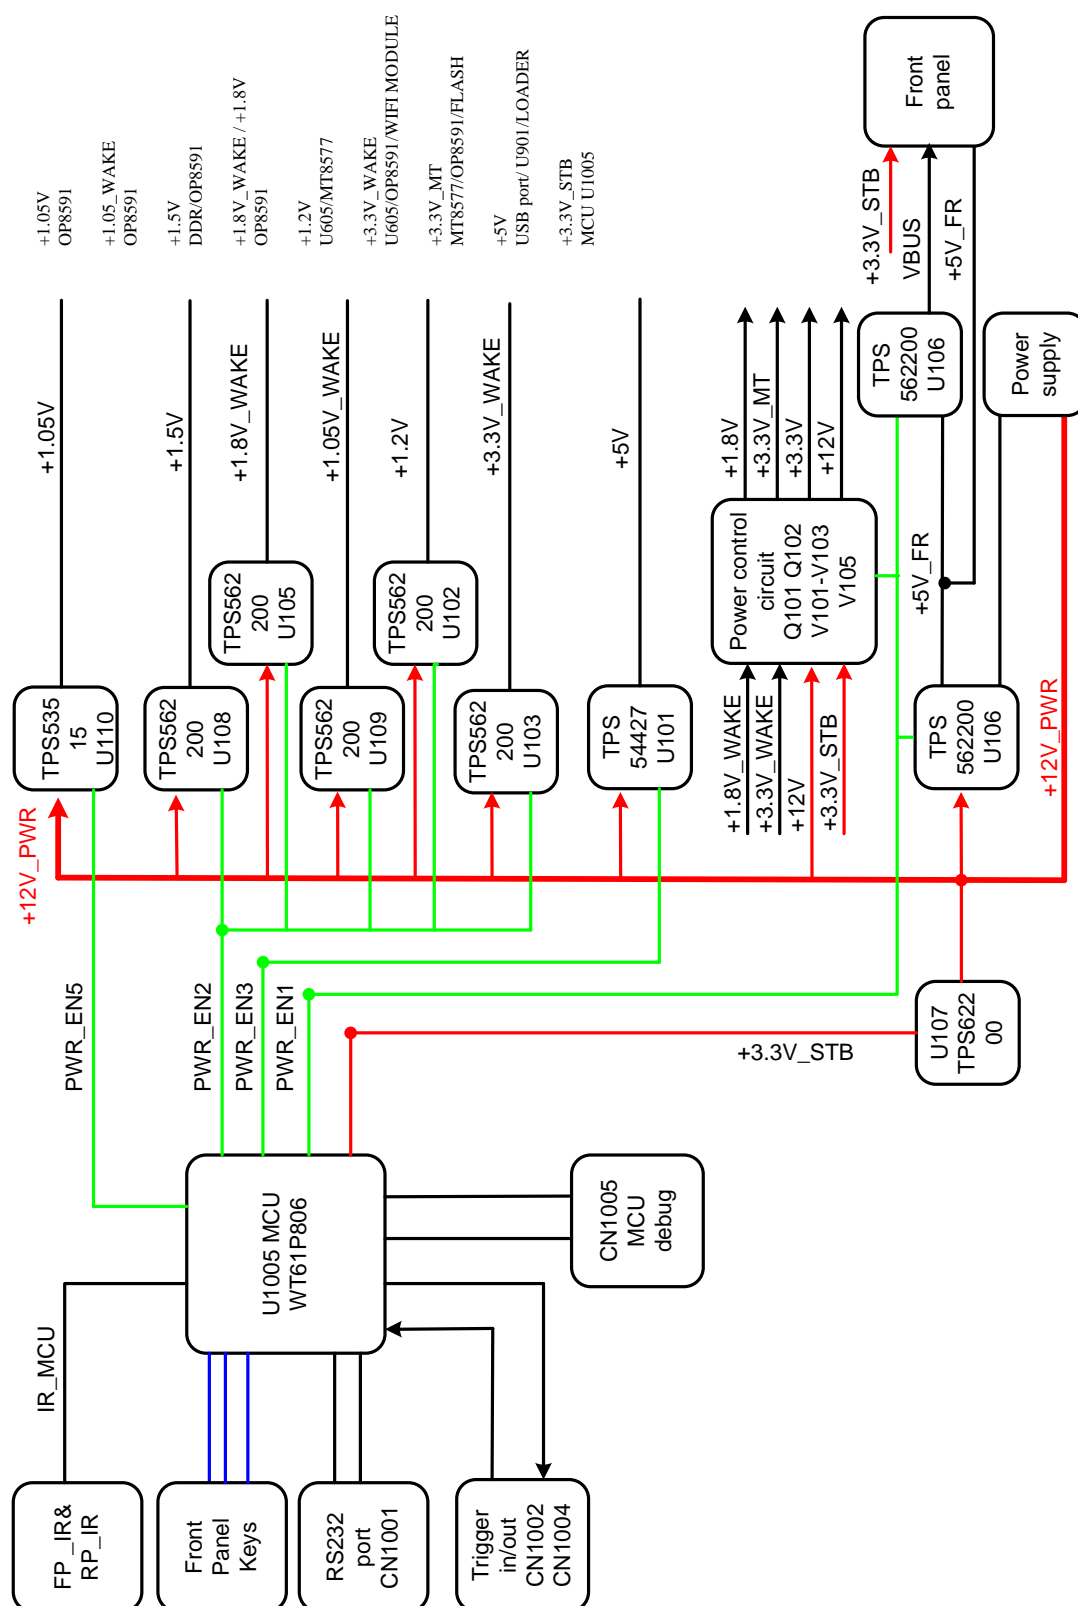 +1.05V
OP8591
+1.05_WAKE
OP8591
+1.5V
DDR/OP8591
+1.8V_WAKE / +1.8V
OP8591
+1.2V
U605/MT8577
+3.3V_WAKE
U605/OP8591/WIFI MODULE
+3.3V_MT
MT8577/OP8591/FLASH
+5V
USB port/ U901/LOADER
+3.3V_STB
MCU U1005
Front
panel
+3.3V_STB
VBUS
+5V_FR
+1.05V
+1.5V
+1.8V_WAKE
+1.05V_WAKE
+1.2V
+3.3V_WAKE
+5V
+1.8V
+3.3V_MT
+3.3V
+12V
TPS
562200
U106
Power
supply
TPS535
15
U110
TPS562
200
U108
TPS562
200
U105
TPS562
200
U109
TPS562
200
U102
TPS562
200
U103
TPS
54427
U101
Power control
circuit
Q101 Q102
V101-V103
V105
+5V_FR
TPS
562200
U106
+12V_PWR
+1.8V_WAKE
+3.3V_WAKE
+12V
+3.3V_STB
+12V_PWR
PWR_EN5
PWR_EN2
PWR_EN3
PWR_EN1
+3.3V_STB
U107
TPS622
00
U1005 MCU
WT61P806
CN1005
MCU
debug
IR_MCU
FP_IR&
RP_IR
Front
Panel
Keys
RS232
port
CN1001
Trigger
in/out
CN1002
CN1004